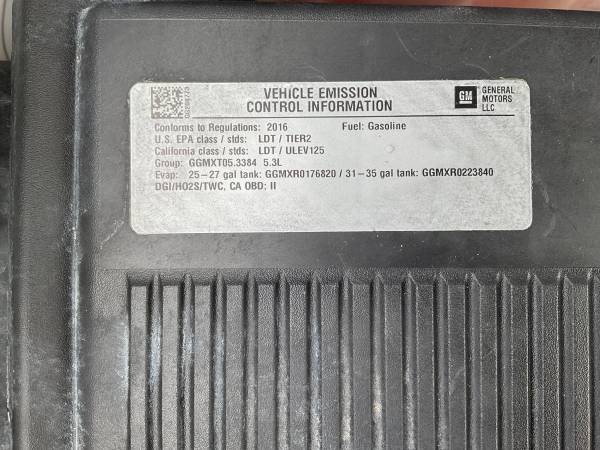 VEHICLE EMISSION
CONTROL INFORMATION
GM GENERAL MOTORS LLC
Conforms to Regulations: 2016 Fuel: Gasoline
U.S. EPA class / stds: LDT / TIER2
California class / stds: LDT / ULEV125
Group: GGMXT05.3384 5.3L
Evap: 25-27 gal tank: GGMXR0176820 / 31-35 gal tank: GGMXR0223840
DGI/HO2S/TWC, CA OBD: II